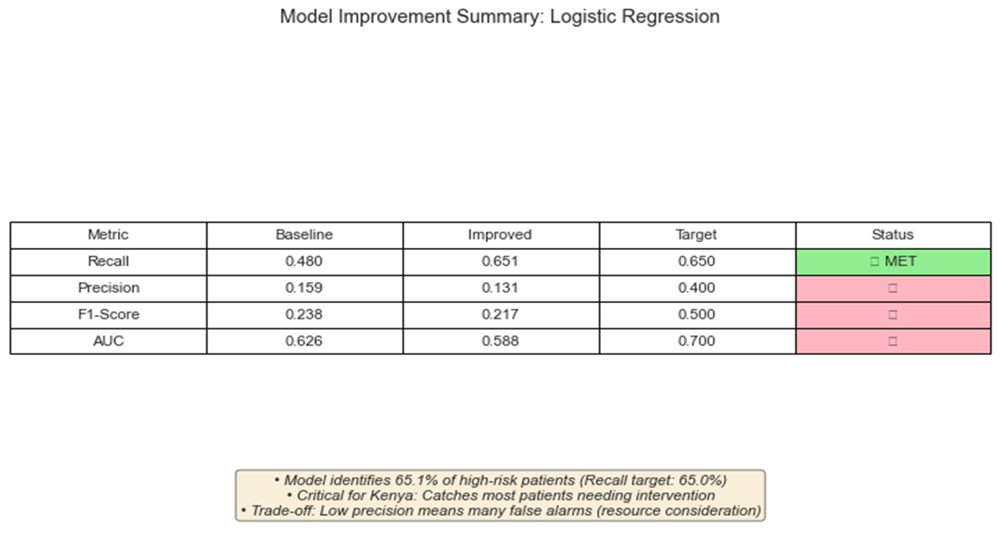 Model Improvement Summary: Logistic Regression
Metric Baseline Improved Target Status
Recall 0.480 0.651 0.650 □ MET
Precision 0.159 0.131 0.400 □
F1-Score 0.238 0.217 0.500 □
AUC 0.626 0.588 0.700 □
• Model identifies 65.1% of high-risk patients (Recall target: 65.0%)
• Critical for Kenya: Catches most patients needing intervention
• Trade-off: Low precision means many false alarms (resource consideration)